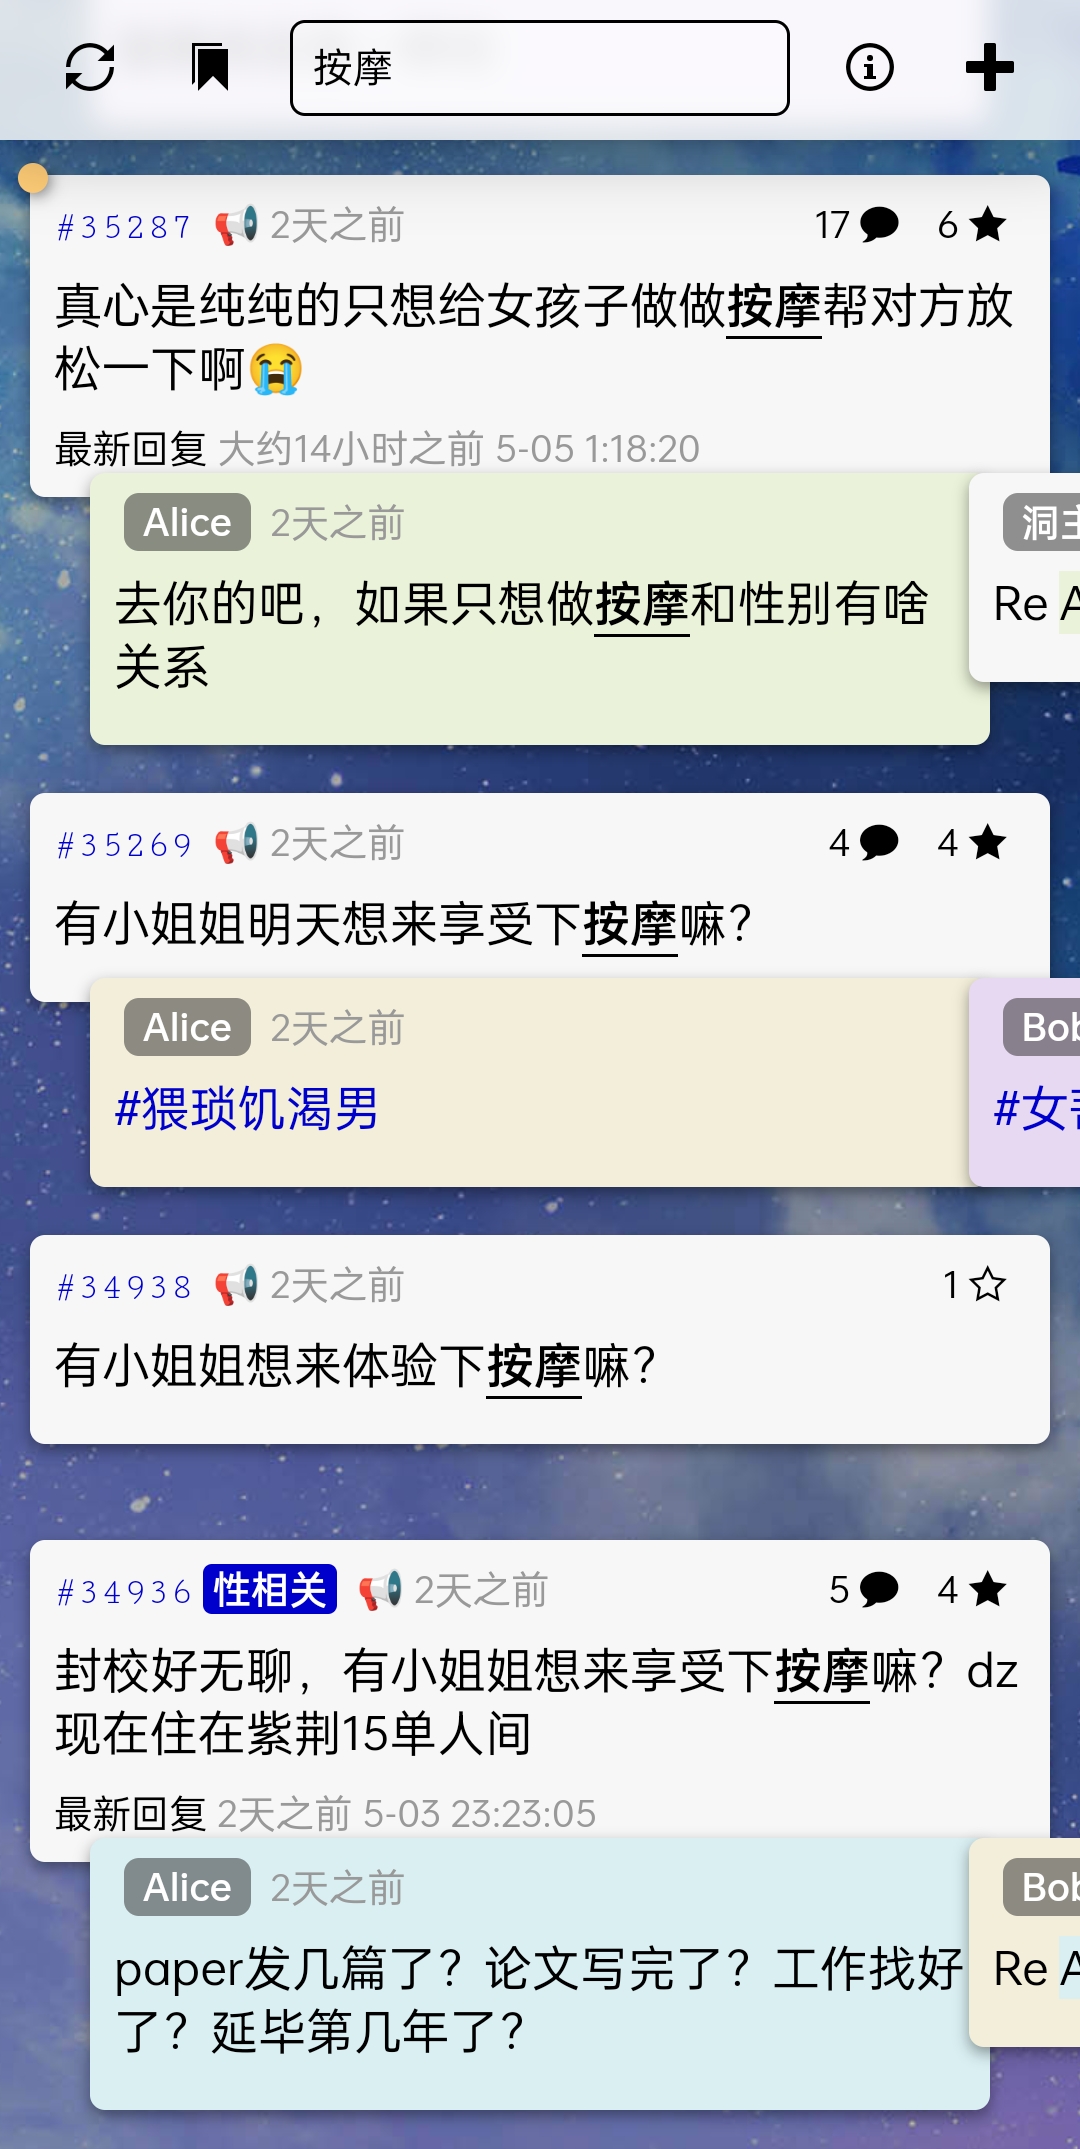 按摩
#35287 2天之前 17 6
真心是纯纯的只想给女孩子做做按摩帮对方放
松一下啊😭
最新回复 大约14小时之前 5-05 1:18:20
Alice 2天之前
去你的吧，如果只想做按摩和性别有啥
关系
洞主
Re A
#35269 2天之前 4 4
有小姐姐明天想来享受下按摩嘛？
Alice 2天之前
#猥琐饥渴男
Bob
#女
#34938 2天之前 1
有小姐姐想来体验下按摩嘛？
#34936 性相关 2天之前 5 4
封校好无聊，有小姐姐想来享受下按摩嘛？dz
现在住在紫荆15单人间
最新回复 2天之前 5-03 23:23:05
Alice 2天之前
paper发几篇了？论文写完了？工作找好
了？延毕第几年了？
Bob
Re A